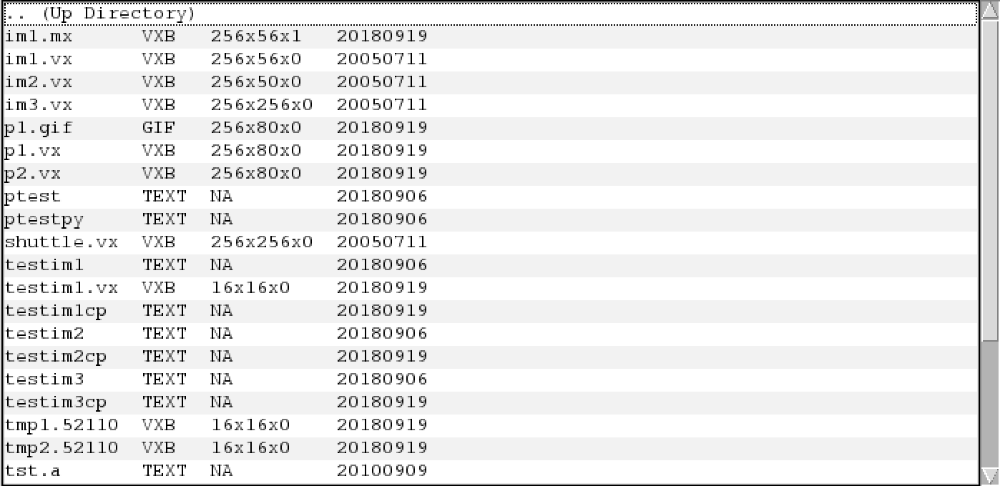 .. (Up Directory)
im1.mx VXB 256x56x1 20180919
im1.vx VXB 256x56x0 20050711
im2.vx VXB 256x50x0 20050711
im3.vx VXB 256x256x0 20050711
p1.gif GIF 256x80x0 20180919
p1.vx VXB 256x80x0 20180919
p2.vx VXB 256x80x0 20180919
ptest TEXT NA 20180906
ptestpy TEXT NA 20180906
shuttle.vx VXB 256x256x0 20050711
testim1 TEXT NA 20180906
testim1.vx VXB 16x16x0 20180919
testim1cp TEXT NA 20180919
testim2 TEXT NA 20180906
testim2cp TEXT NA 20180919
testim3 TEXT NA 20180906
testim3cp TEXT NA 20180919
tmp1.52110 VXB 16x16x0 20180919
tmp2.52110 VXB 16x16x0 20180919
tst.a TEXT NA 20100909